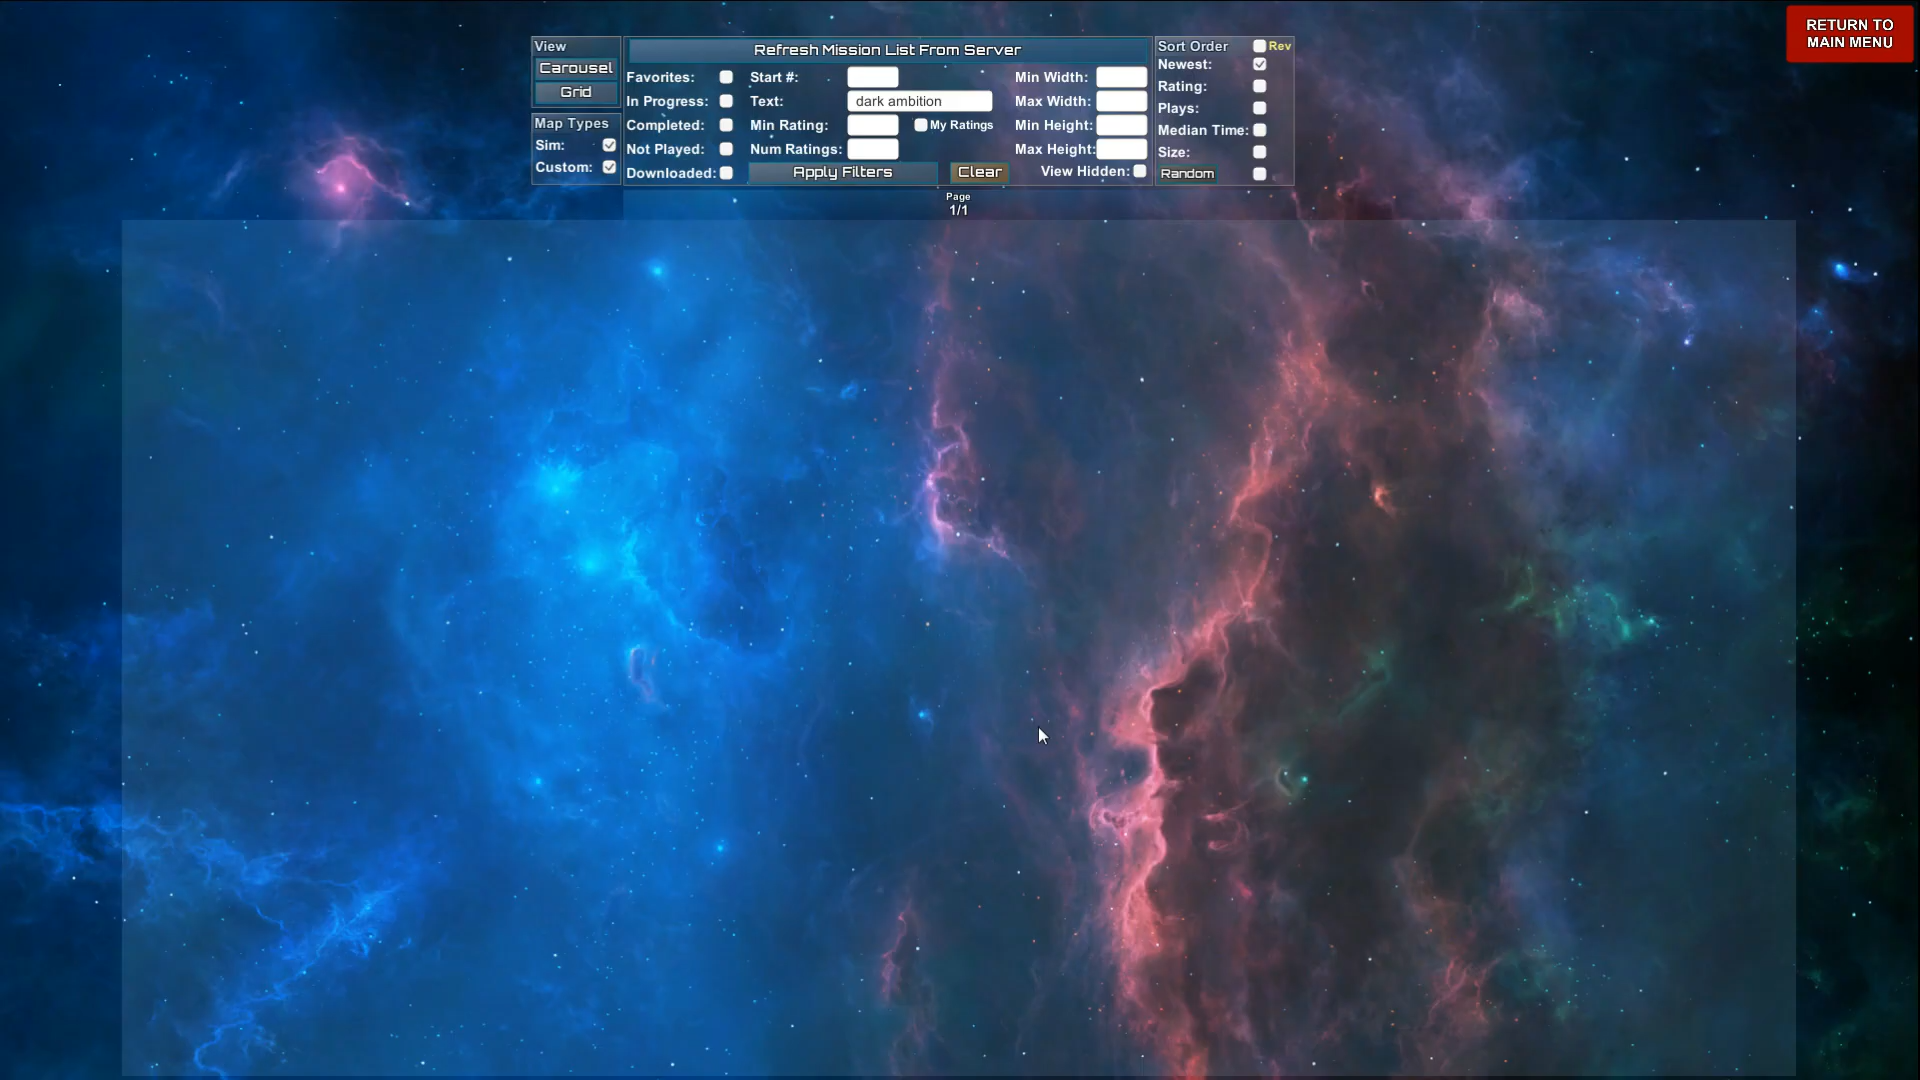 RETURN TO
MAIN MENU
View
Carousel
Grid
Map Types
Sim:
Custom:
Refresh Mission List From Server
Favorites:
In Progress:
Completed:
Not Played:
Downloaded:
Start #:
Text: dark ambition
Min Rating: My Ratings
Num Ratings:
Apply Filters Clear
Min Width:
Max Width:
Min Height:
Max Height:
View Hidden:
Sort Order Rev
Newest:
Rating:
Plays:
Median Time:
Size:
Random
Page
1/1